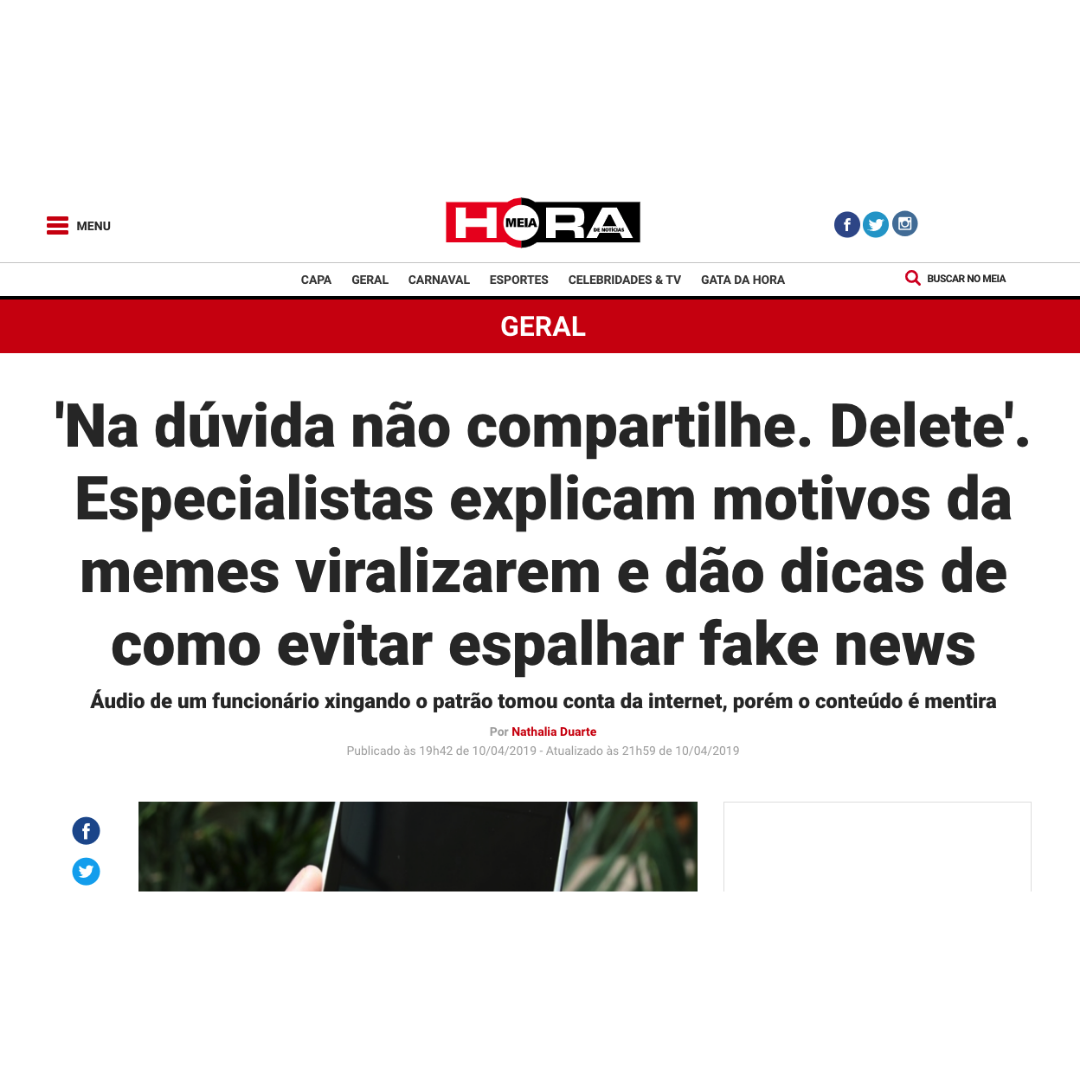 MENU
HORA
MEIA
DE NOTÍCIAS
CAPA GERAL CARNAVAL ESPORTES CELEBRIDADES & TV GATA DA HORA
BUSCAR NO MEIA
GERAL
'Na dúvida não compartilhe. Delete'.
Especialistas explicam motivos da
memes viralizarem e dão dicas de
como evitar espalhar fake news
Áudio de um funcionário xingando o patrão tomou conta da internet, porém o conteúdo é mentira
Por Nathalia Duarte
Publicado às 19h42 de 10/04/2019 - Atualizado às 21h59 de 10/04/2019